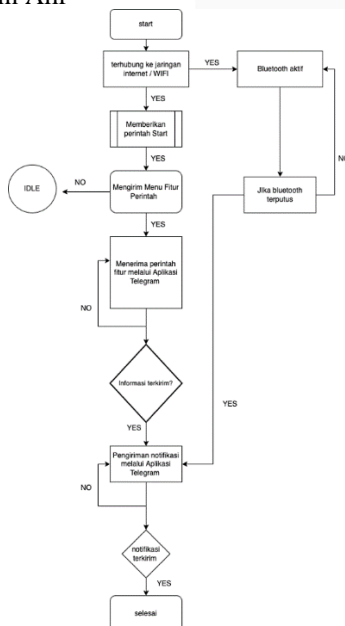 start
terhubung ke jaringan
internet / WIFI
YES
Bluetooth aktif
YES
Memberikan
perintah Start
YES
IDLE
NO
Mengirim Menu Fitur
Perintah
Jika bluetooth
terputus
YES
Menerima perintah
fitur melalui Aplikasi
Telegram
NO
Informasi terkirim?
YES
YES
Pengiriman notifikasi
melalui Aplikasi
Telegram
NO
notifikasi
terkirim
YES
selesai